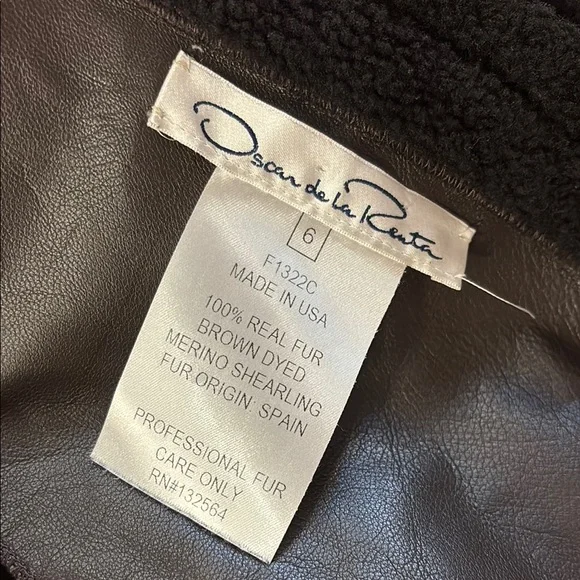 Oscar de la Renta
6
F1322C
MADE IN USA
100% REAL FUR
BROWN DYED
MERINO SHEARLING
FUR ORIGIN: SPAIN
PROFESSIONAL FUR
CARE ONLY
RN#132564